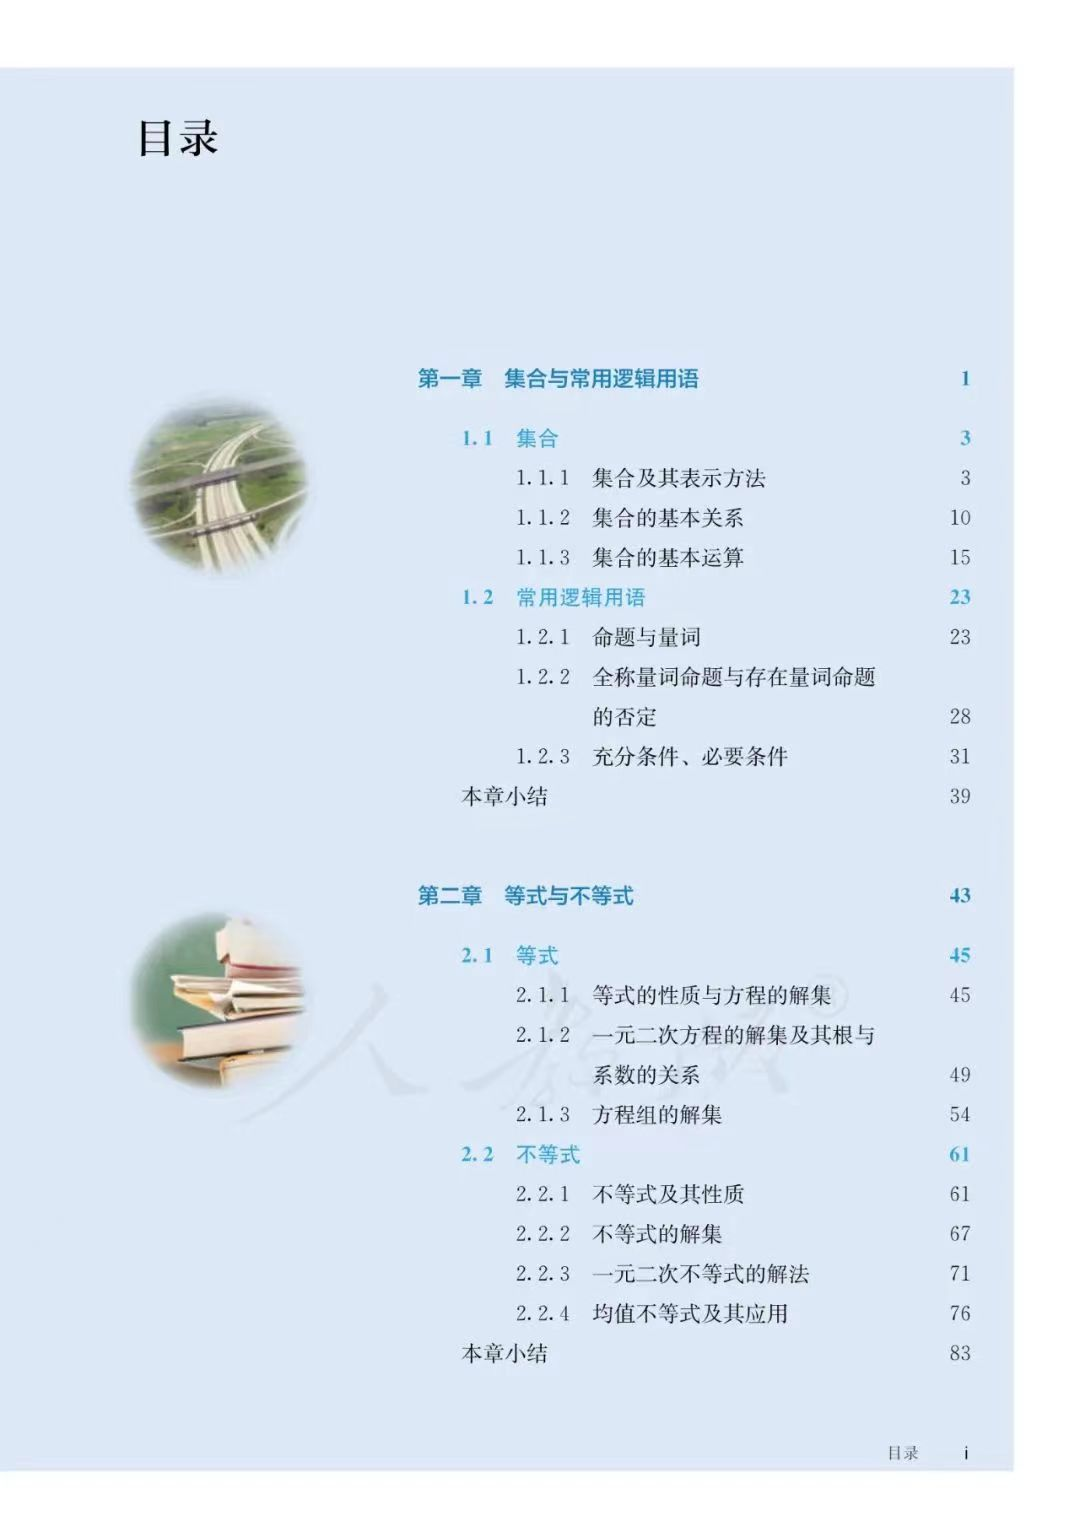 目录
第一章 集合与常用逻辑用语 1
1.1 集合 3
1.1.1 集合及其表示方法 3
1.1.2 集合的基本关系 10
1.1.3 集合的基本运算 15
1.2 常用逻辑用语 23
1.2.1 命题与量词 23
1.2.2 全称量词命题与存在量词命题
的否定 28
1.2.3 充分条件、必要条件 31
本章小结 39
第二章 等式与不等式 43
2.1 等式 45
2.1.1 等式的性质与方程的解集 45
2.1.2 一元二次方程的解集及其根与
系数的关系 49
2.1.3 方程组的解集 54
2.2 不等式 61
2.2.1 不等式及其性质 61
2.2.2 不等式的解集 67
2.2.3 一元二次不等式的解法 71
2.2.4 均值不等式及其应用 76
本章小结 83
人教版®
目录 i